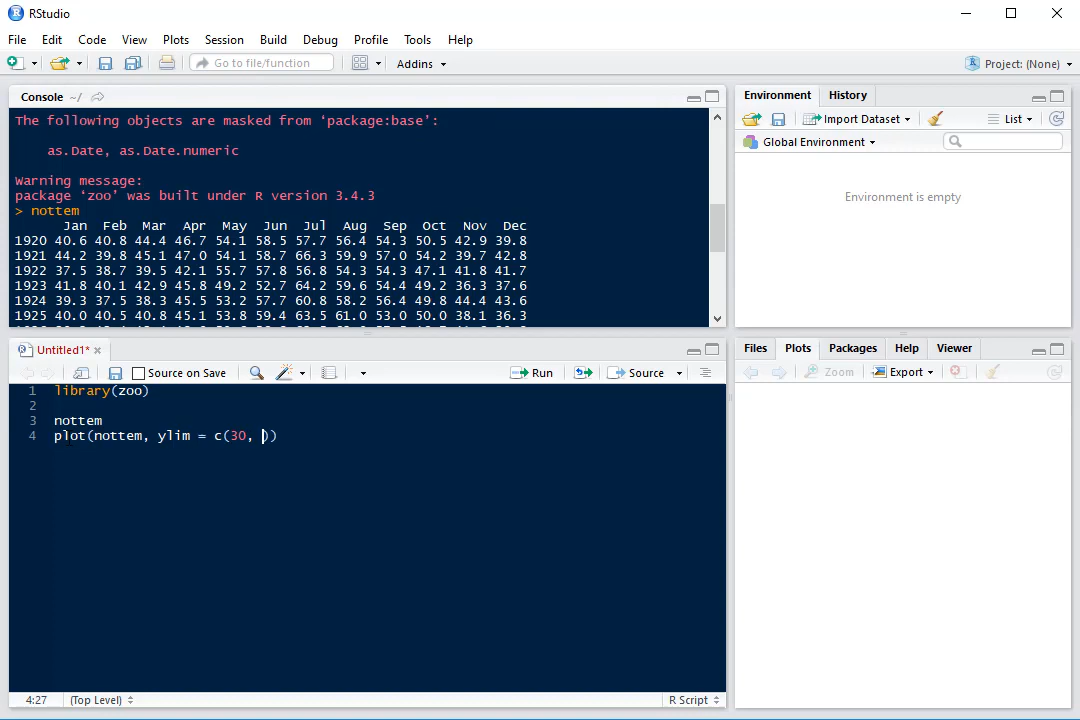 RStudio
File Edit Code View Plots Session Build Debug Profile Tools Help
Go to file/function Addins Project: (None)
Console ~/
The following objects are masked from ‘package:base’:
as.Date, as.Date.numeric
Warning message:
package ‘zoo’ was built under R version 3.4.3
> nottem
Jan Feb Mar Apr May Jun Jul Aug Sep Oct Nov Dec
1920 40.6 40.8 44.4 46.7 54.1 58.5 57.7 56.4 54.3 50.5 42.9 39.8
1921 44.2 39.8 45.1 47.0 54.1 58.7 66.3 59.9 57.0 54.2 39.7 42.8
1922 37.5 38.7 39.5 42.1 55.7 57.8 56.8 54.3 54.3 47.1 41.8 41.7
1923 41.8 40.1 42.9 45.8 49.2 52.7 64.2 59.6 54.4 49.2 36.3 37.6
1924 39.3 37.5 38.3 45.5 53.2 57.7 60.8 58.2 56.4 49.8 44.4 43.6
1925 40.0 40.5 40.8 45.1 53.8 59.4 63.5 61.0 53.0 50.0 38.1 36.3
Environment History
Import Dataset List
Global Environment
Environment is empty
Untitled1*
Source on Save Run Source
1 library(zoo)
2
3 nottem
4 plot(nottem, ylim = c(30, ))
4:27 (Top Level) R Script
Files Plots Packages Help Viewer
Zoom Export